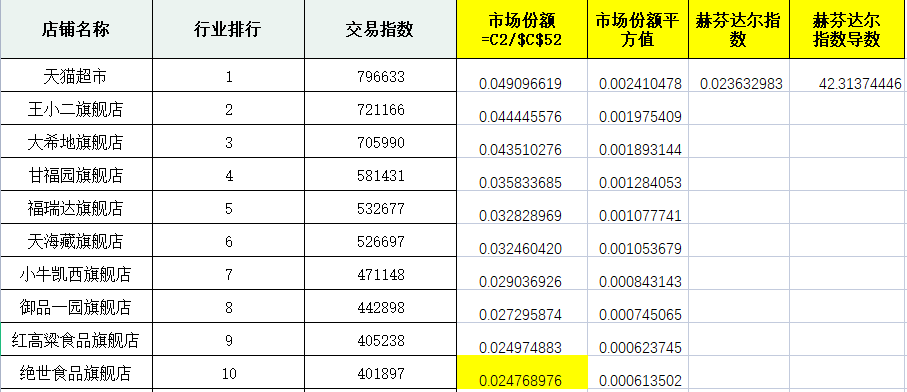 店铺名称 行业排行 交易指数 市场份额 =C2/$C$52 市场份额平方值 赫芬达尔指数 赫芬达尔指数导数
天猫超市 1 796633 0.049096619 0.002410478 0.023632983 42.31374446
王小二旗舰店 2 721166 0.044445576 0.001975409
大希地旗舰店 3 705990 0.043510276 0.001893144
甘福园旗舰店 4 581431 0.035833685 0.001284053
福瑞达旗舰店 5 532677 0.032828969 0.001077741
天海藏旗舰店 6 526697 0.032460420 0.001053679
小牛凯西旗舰店 7 471148 0.029036926 0.000843143
御品一园旗舰店 8 442898 0.027295874 0.000745065
红高粱食品旗舰店 9 405238 0.024974883 0.000623745
绝世食品旗舰店 10 401897 0.024768976 0.000613502